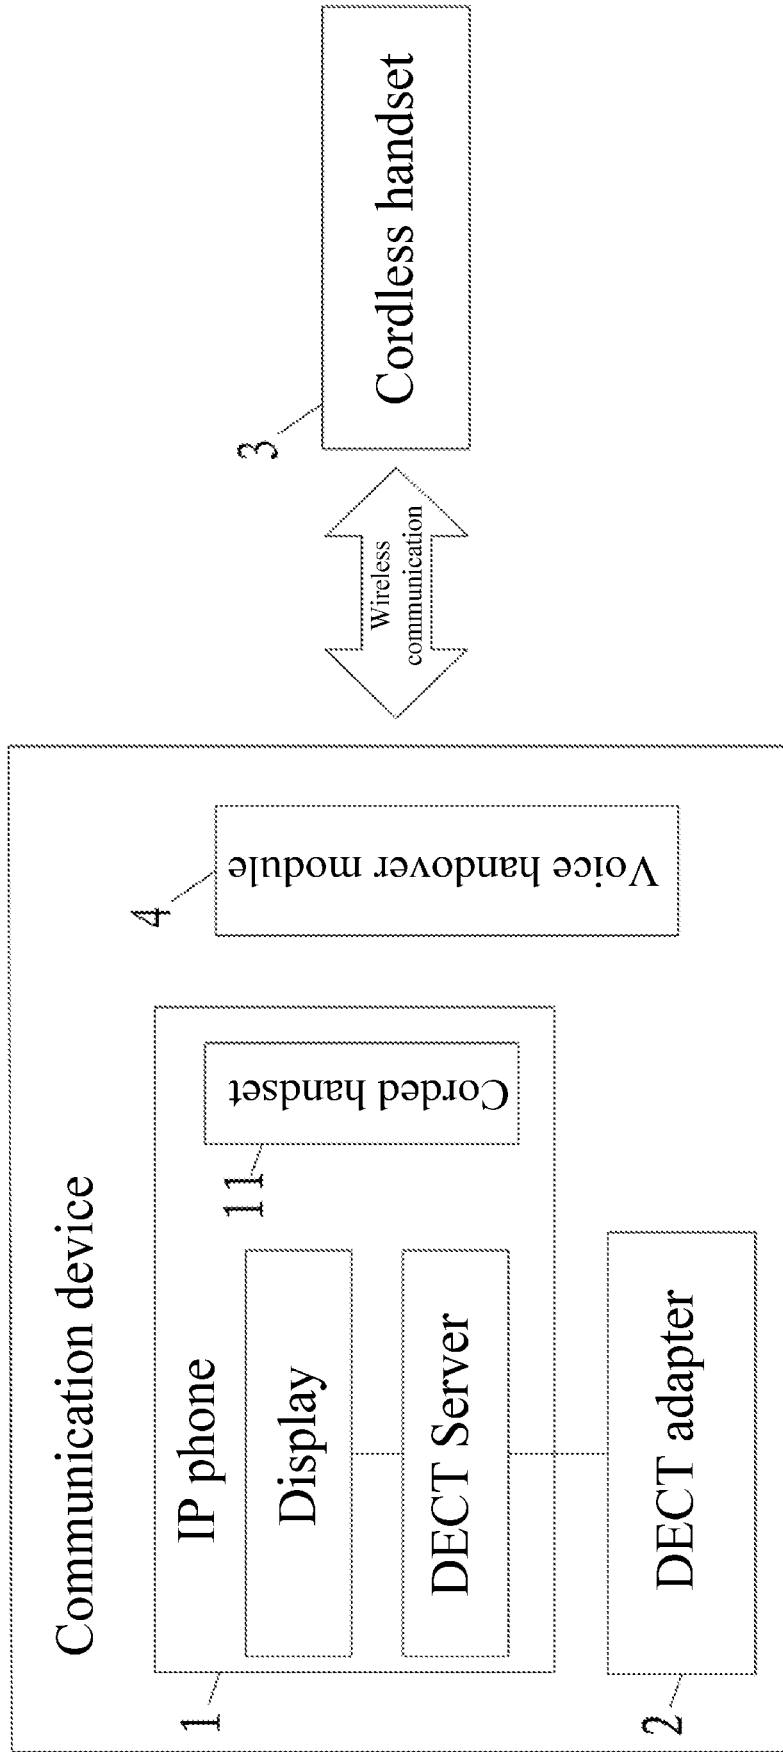 Communication device
IP phone
1
Display
DECT Server
11
Corded handset
2
DECT adapter
4
Voice handover module
Wireless
communication
3
Cordless handset